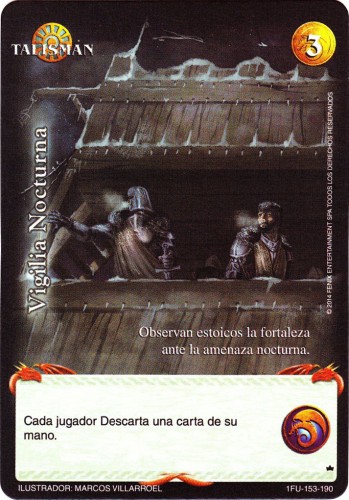 TALISMAN
3
Vigilia Nocturna
© 2014 FENIX ENTERTAINMENT SPA TODOS LOS DERECHOS RESERVADOS
Observan estoicos la fortaleza
ante la amenaza nocturna.
Cada jugador Descarta una carta de su
mano.
ILUSTRADOR: MARCOS VILLARROEL
1FU-153-190